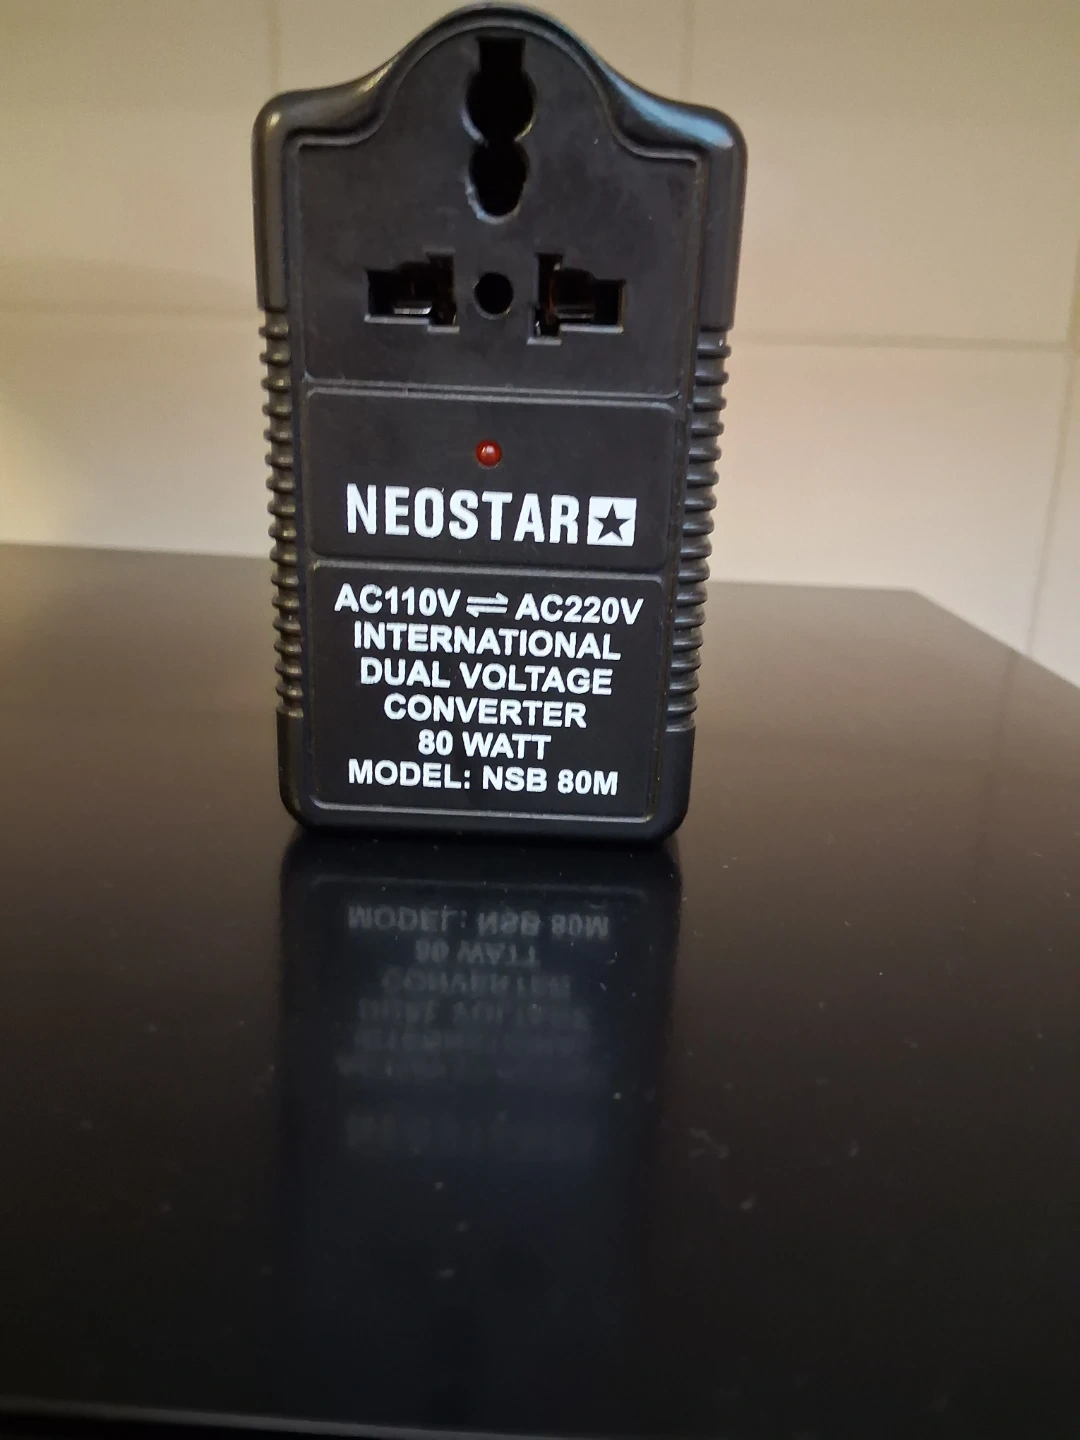 NEOSTAR
AC110V ⇌ AC220V
INTERNATIONAL
DUAL VOLTAGE
CONVERTER
80 WATT
MODEL: NSB 80M